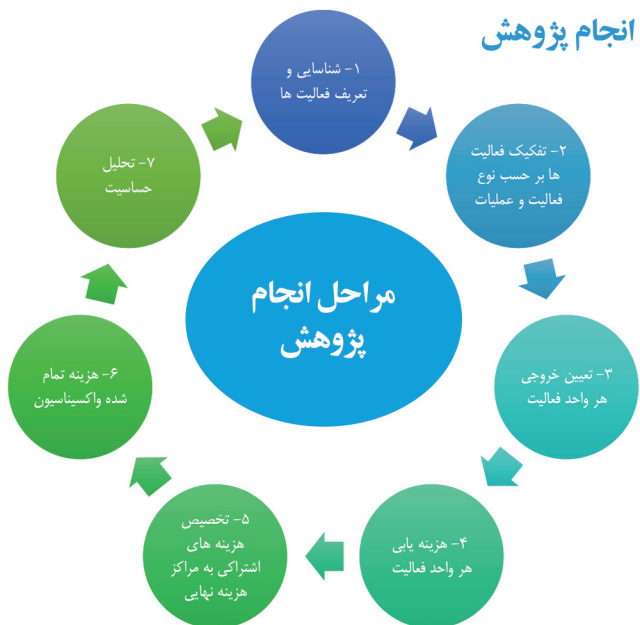 انجام پژوهش
۱- شناسایی و
تعریف فعالیت ها
۲- تفکیک فعالیت
ها بر حسب نوع
فعالیت و عملیات
۳- تعیین خروجی
هر واحد فعالیت
۴- هزینه یابی
هر واحد فعالیت
۵- تخصیص
هزینه های
اشتراکی به مراکز
هزینه نهایی
۶- هزینه تمام
شده واکسیناسیون
۷- تحلیل
حساسیت
مراحل انجام
پژوهش